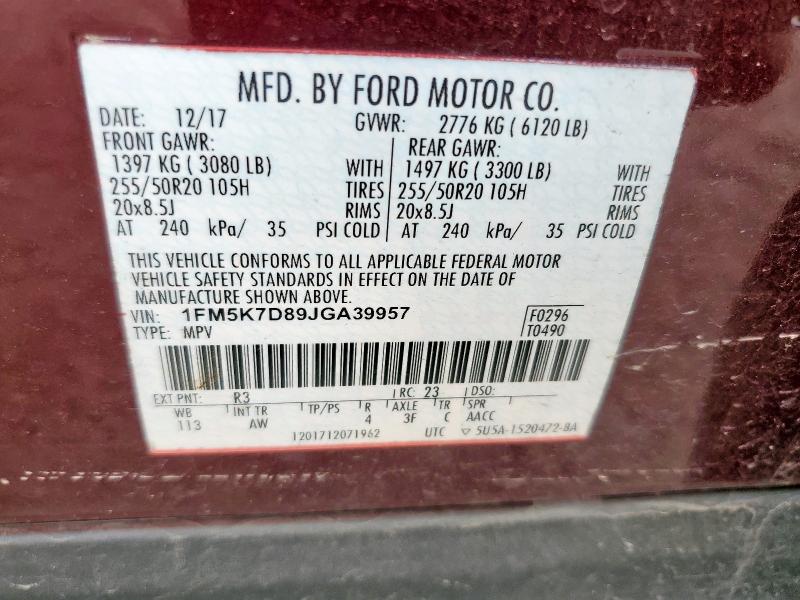 MFD. BY FORD MOTOR CO.
DATE: 12/17 GVWR: 2776 KG ( 6120 LB)
FRONT GAWR: REAR GAWR:
1397 KG ( 3080 LB) WITH 1497 KG ( 3300 LB) WITH
255/50R20 105H TIRES 255/50R20 105H TIRES
20x8.5J RIMS 20x8.5J RIMS
AT 240 kPa/ 35 PSI COLD AT 240 kPa/ 35 PSI COLD
THIS VEHICLE CONFORMS TO ALL APPLICABLE FEDERAL MOTOR
VEHICLE SAFETY STANDARDS IN EFFECT ON THE DATE OF
MANUFACTURE SHOWN ABOVE.
VIN: 1FM5K7D89JGA39957 F0296
TYPE: MPV T0490
EXT PNT: R3 RC: 23 DSO:
WB INT TR TP/PS R AXLE TR SPR
113 AW 4 3F C AACC
1201712071962 UTC ▽ 5U5A-1520472-BA